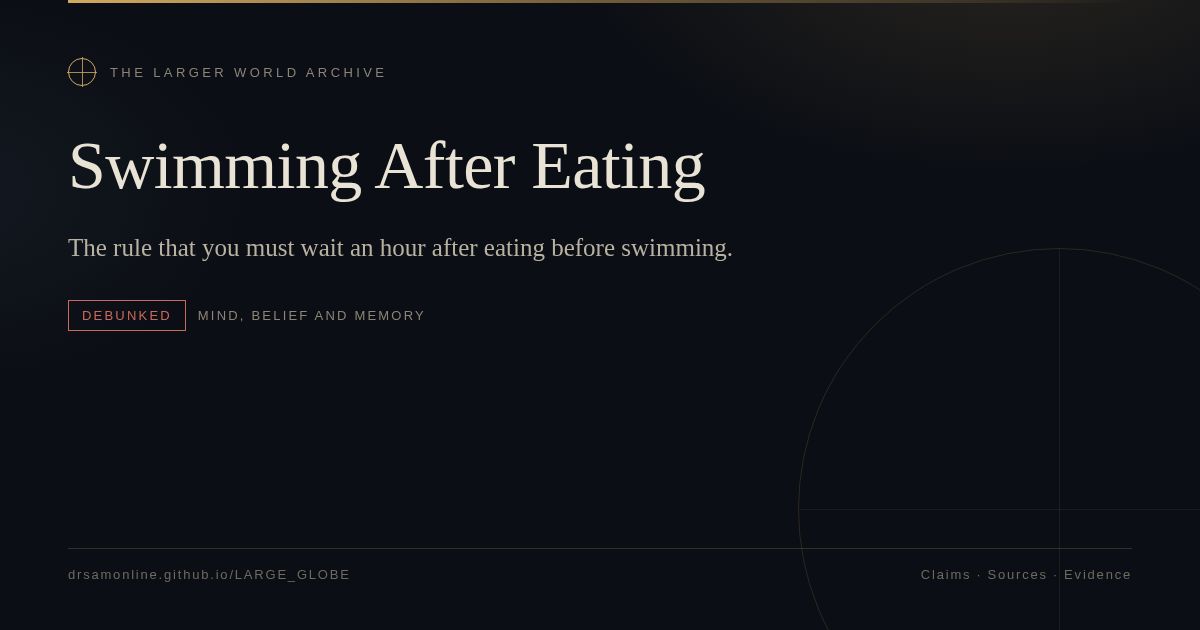 THE LARGER WORLD ARCHIVE
Swimming After Eating
The rule that you must wait an hour after eating before swimming.
DEBUNKED MIND, BELIEF AND MEMORY
drsamonline.github.io/LARGE_GLOBE Claims · Sources · Evidence